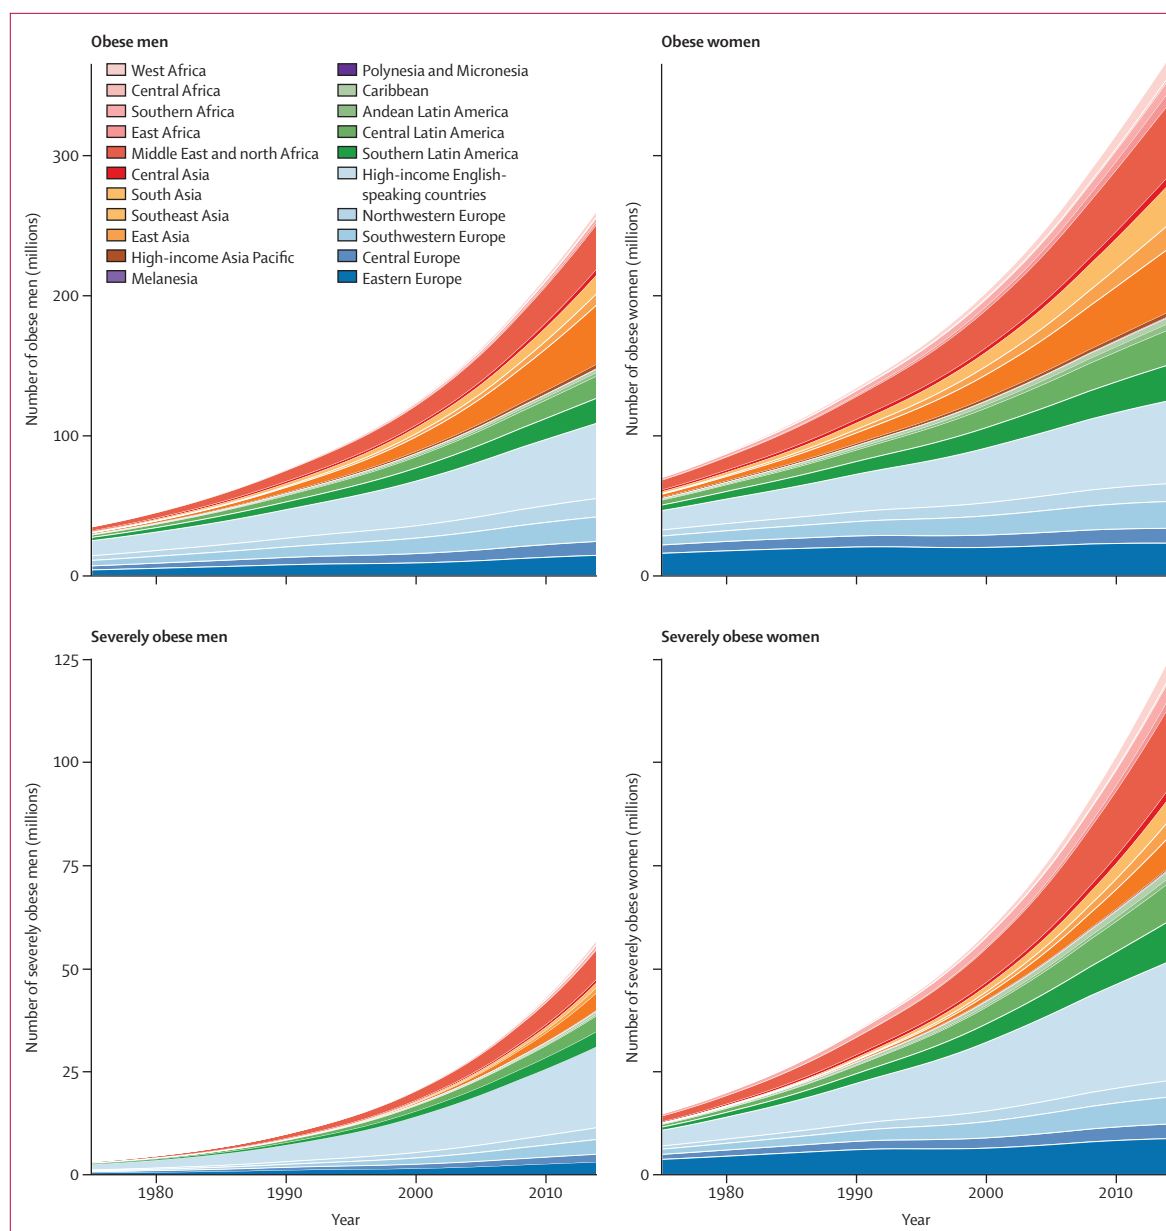 Obese men
West Africa
Central Africa
Southern Africa
East Africa
Middle East and north Africa
Central Asia
South Asia
Southeast Asia
East Asia
High-income Asia Pacific
Melanesia
Polynesia and Micronesia
Caribbean
Andean Latin America
Central Latin America
Southern Latin America
High-income English-
speaking countries
Northwestern Europe
Southwestern Europe
Central Europe
Eastern Europe
Number of obese men (millions)
300
200
100
0
Obese women
Number of obese women (millions)
0
Severely obese men
Number of severely obese men (millions)
125
100
75
50
25
0
1980
1990
2000
2010
Year
Severely obese women
Number of severely obese women (millions)
0
1980
1990
2000
2010
Year